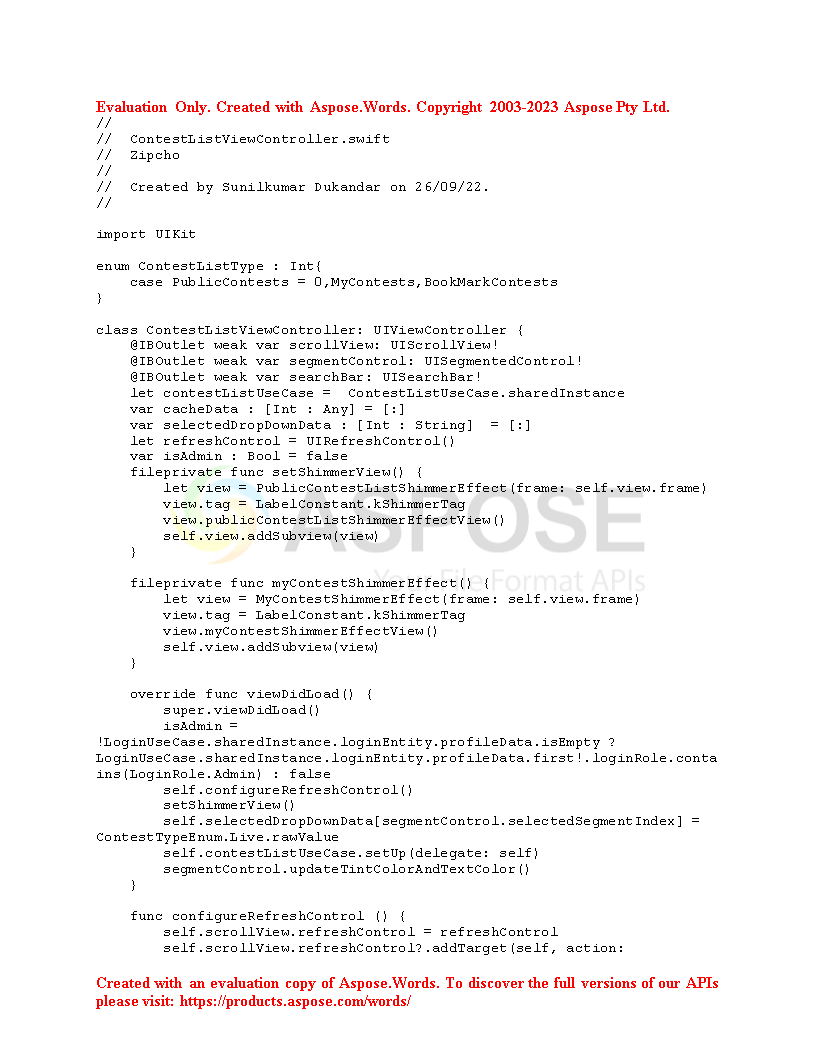 Evaluation Only. Created with Aspose.Words. Copyright 2003-2023 Aspose Pty Ltd.
//
//  ContestListViewController.swift
//  Zipcho
//
//  Created by Sunilkumar Dukandar on 26/09/22.
//
import UIKit
enum ContestListType : Int{
    case PublicContests = 0,MyContests,BookMarkContests
}
class ContestListViewController: UIViewController {
    @IBOutlet weak var scrollView: UIScrollView!
    @IBOutlet weak var segmentControl: UISegmentedControl!
    @IBOutlet weak var searchBar: UISearchBar!
    let contestListUseCase =  ContestListUseCase.sharedInstance
    var cacheData : [Int : Any] = [:]
    var selectedDropDownData : [Int : String]  = [:]
    let refreshControl = UIRefreshControl()
    var isAdmin : Bool = false
    fileprivate func setShimmerView() {
        let view = PublicContestListShimmerEffect(frame: self.view.frame)
        view.tag = LabelConstant.kShimmerTag
        view.publicContestListShimmerEffectView()
        self.view.addSubview(view)
    }
ASPOSE
Your File Format APIs
    fileprivate func myContestShimmerEffect() {
        let view = MyContestShimmerEffect(frame: self.view.frame)
        view.tag = LabelConstant.kShimmerTag
        view.myContestShimmerEffectView()
        self.view.addSubview(view)
    }
    override func viewDidLoad() {
        super.viewDidLoad()
        isAdmin =
!LoginUseCase.sharedInstance.loginEntity.profileData.isEmpty ?
LoginUseCase.sharedInstance.loginEntity.profileData.first!.loginRole.conta
ins(LoginRole.Admin) : false
        self.configureRefreshControl()
        setShimmerView()
        self.selectedDropDownData[segmentControl.selectedSegmentIndex] =
ContestTypeEnum.Live.rawValue
        self.contestListUseCase.setUp(delegate: self)
        segmentControl.updateTintColorAndTextColor()
    }
    func configureRefreshControl () {
        self.scrollView.refreshControl = refreshControl
        self.scrollView.refreshControl?.addTarget(self, action:
Created with an evaluation copy of Aspose.Words. To discover the full versions of our APIs
please visit: https://products.aspose.com/words/